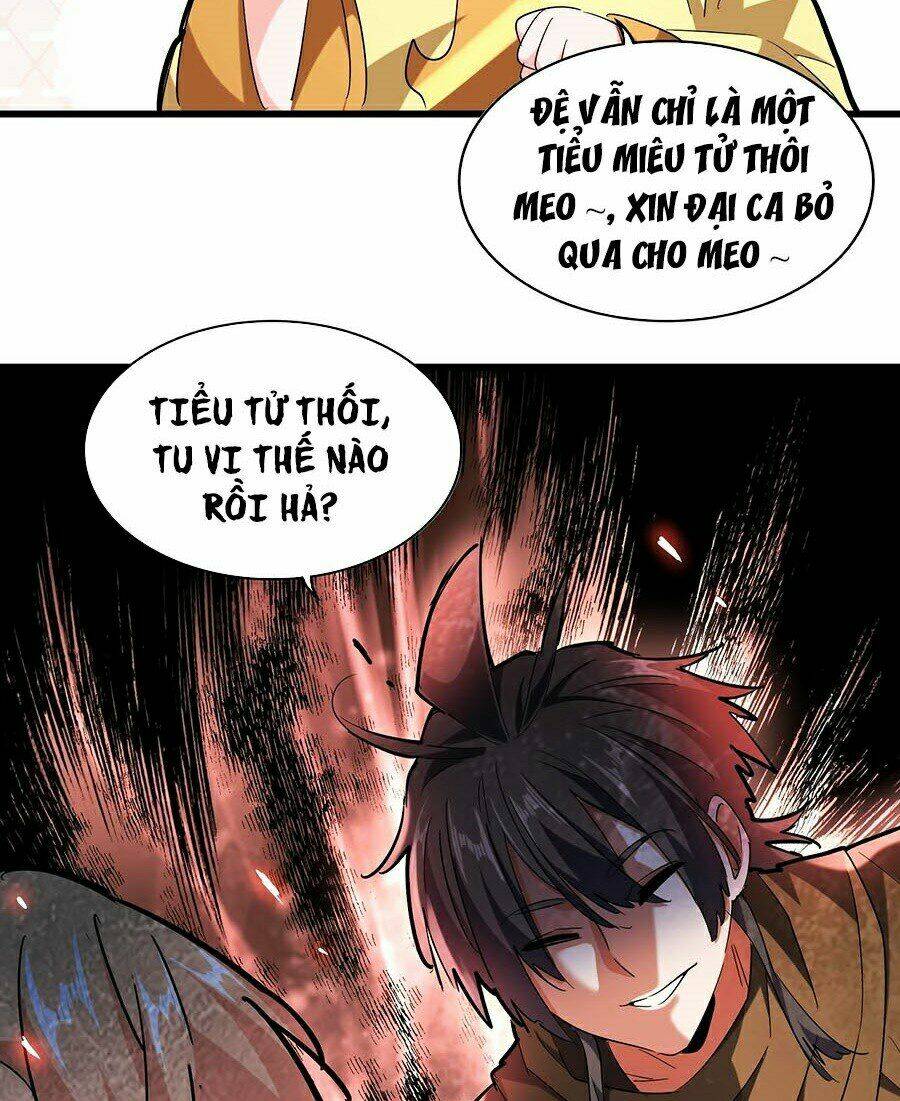 ĐỆ VẪN CHỈ LÀ MỘT
TIỂU MIÊU TỬ THÔI
MEO ~, XIN ĐẠI CA BỎ
QUA CHO MEO ~
TIỂU TỬ THỐI,
TU VI THẾ NÀO
RỒI HẢ?